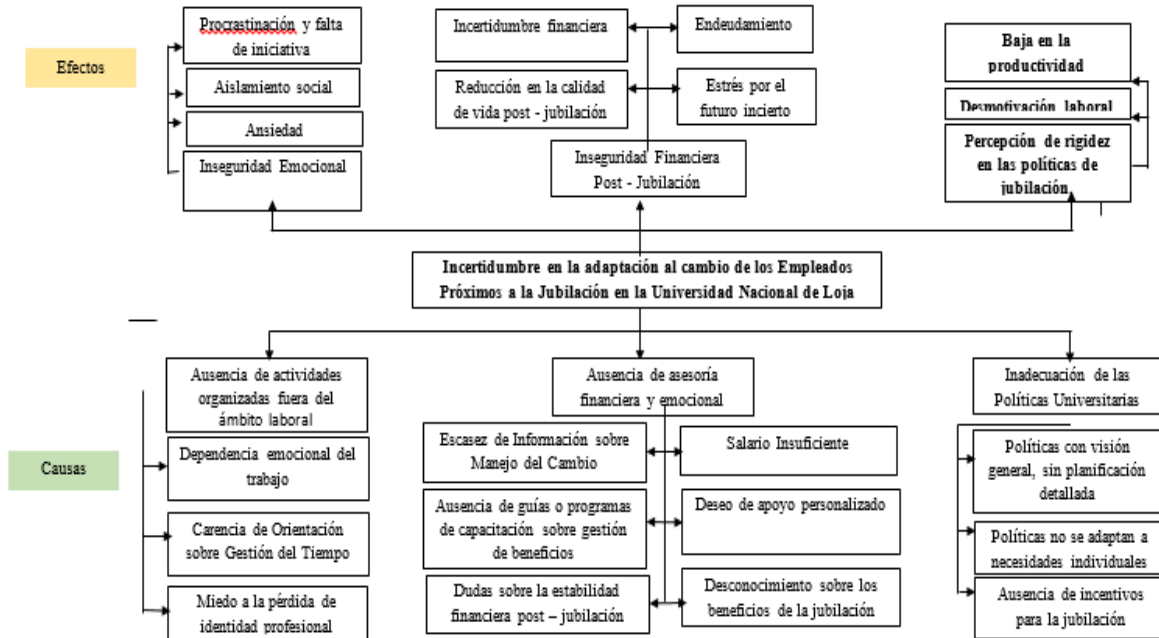 Efectos
Procrastinación y falta
de iniciativa
Aislamiento social
Ansiedad
Inseguridad Emocional
Incertidumbre financiera
Endeudamiento
Reducción en la calidad
de vida post - jubilación
Estrés por el
futuro incierto
Inseguridad Financiera
Post - Jubilación
Baja en la
productividad
Desmotivación laboral
Percepción de rigidez
en las políticas de
jubilación
Incertidumbre en la adaptación al cambio de los Empleados
Próximos a la Jubilación en la Universidad Nacional de Loja
Causas
Ausencia de actividades
organizadas fuera del
ámbito laboral
Dependencia emocional del
trabajo
Carencia de Orientación
sobre Gestión del Tiempo
Miedo a la pérdida de
identidad profesional
Ausencia de asesoría
financiera y emocional
Escasez de Información sobre
Manejo del Cambio
Salario Insuficiente
Ausencia de guías o programas
de capacitación sobre gestión
de beneficios
Deseo de apoyo personalizado
Dudas sobre la estabilidad
financiera post – jubilación
Desconocimiento sobre los
beneficios de la jubilación
Inadecuación de las
Políticas Universitarias
Políticas con visión
general, sin planificación
detallada
Políticas no se adaptan a
necesidades individuales
Ausencia de incentivos
para la jubilación